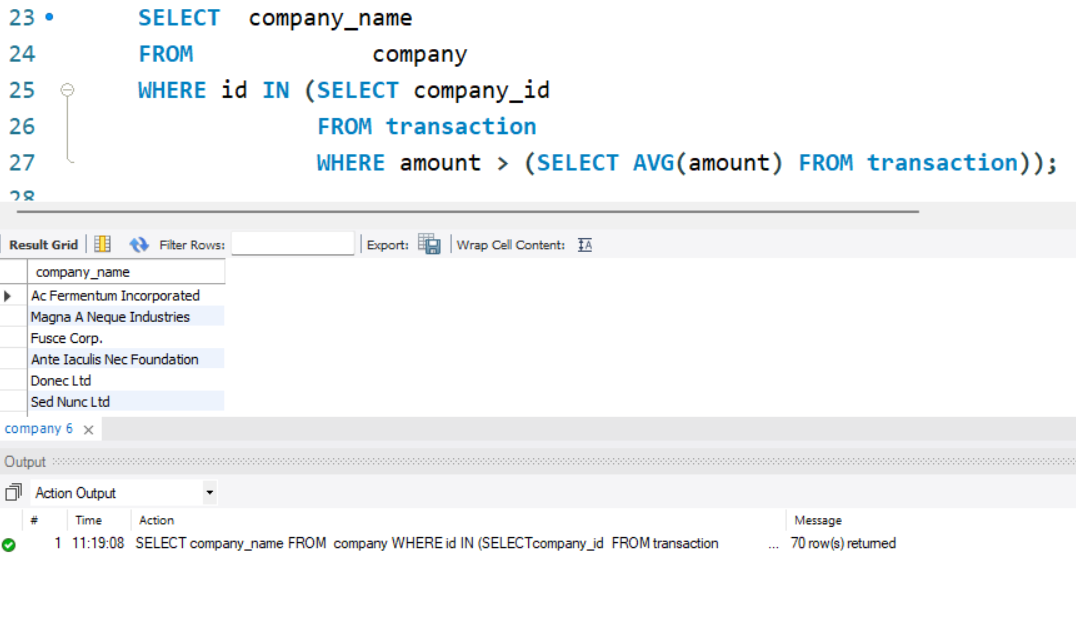 23 SELECT company_name
24 FROM company
25 WHERE id IN (SELECT company_id
26 FROM transaction
27 WHERE amount > (SELECT AVG(amount) FROM transaction));
28
Result Grid Filter Rows: Export: Wrap Cell Content: IA
company_name
Ac Fermentum Incorporated
Magna A Neque Industries
Fusce Corp.
Ante Iaculis Nec Foundation
Donec Ltd
Sed Nunc Ltd
company 6 ×
Output
Action Output
# Time Action Message
1 11:19:08 SELECT company_name FROM company WHERE id IN (SELECTcompany_id FROM transaction ... 70 row(s) returned